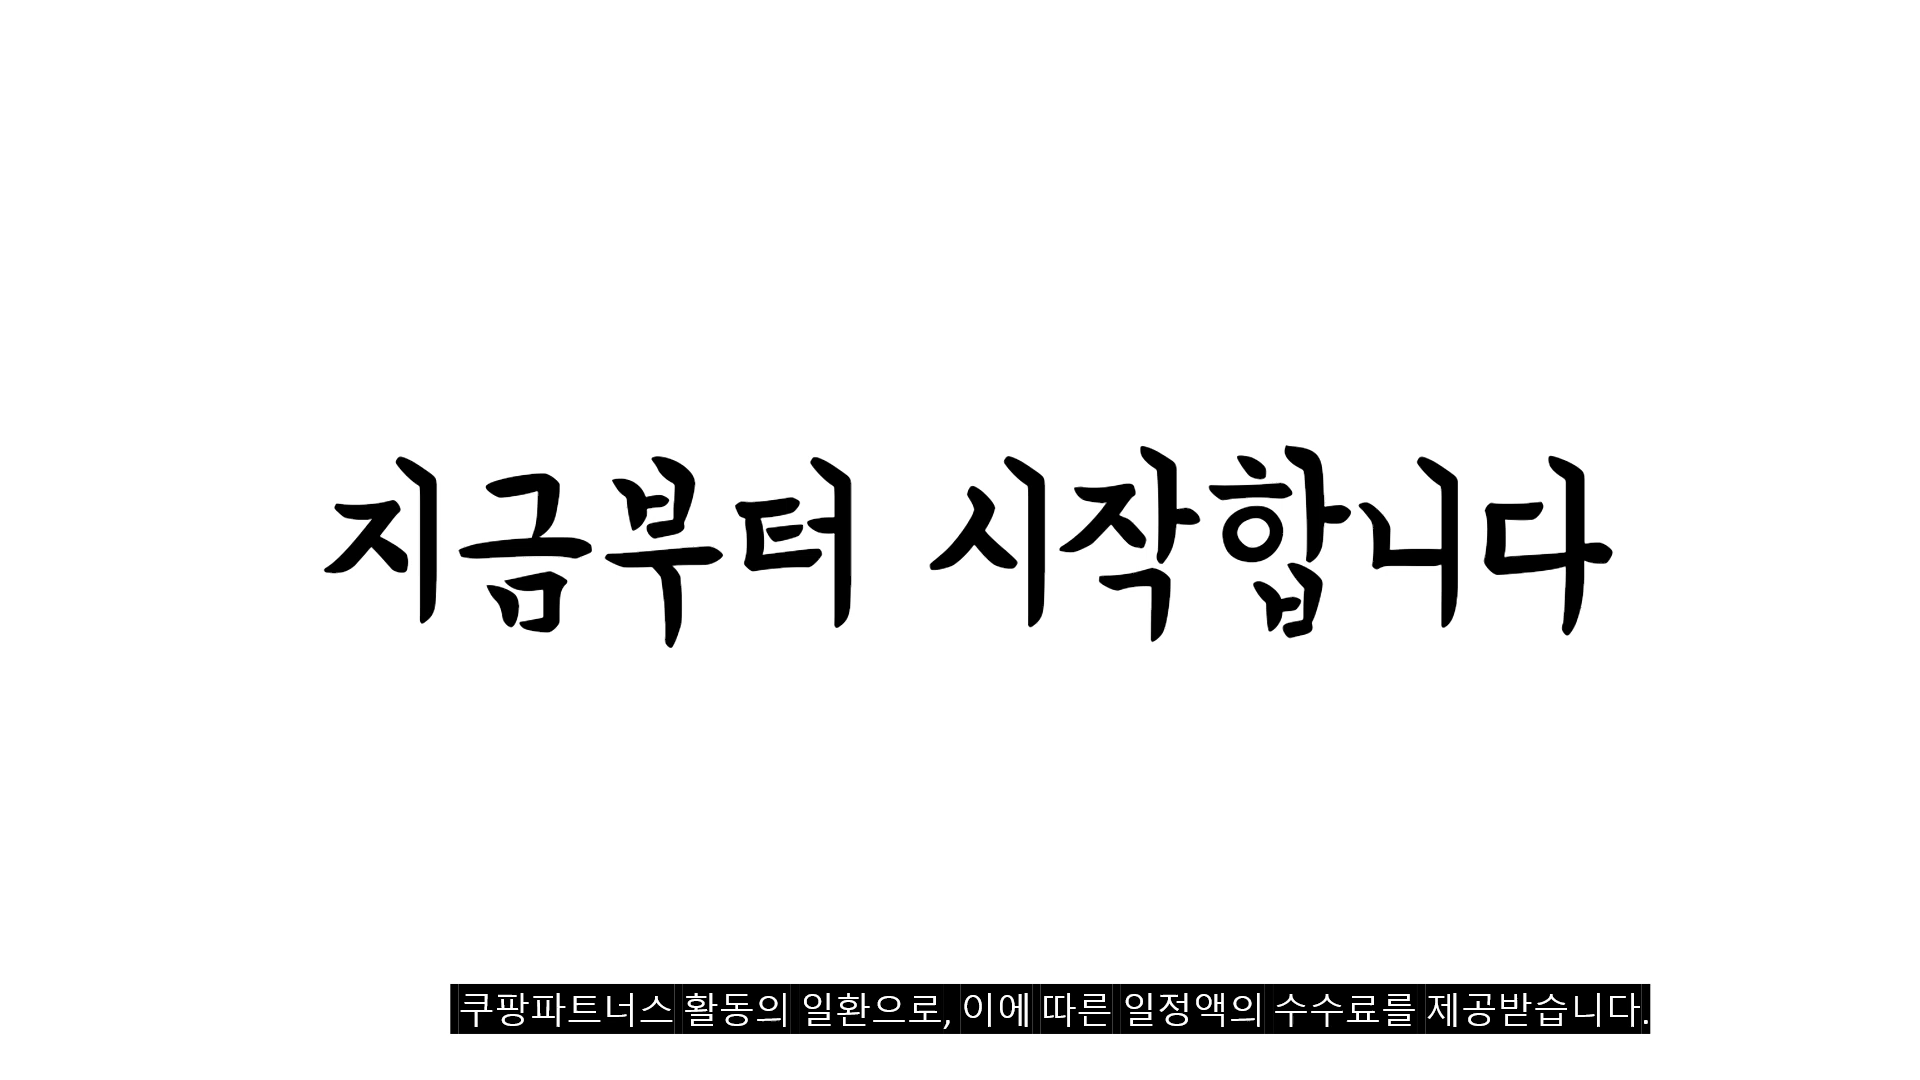 지금부터 시작합니다
쿠팡파트너스 활동의 일환으로, 이에 따른 일정액의 수수료를 제공받습니다.